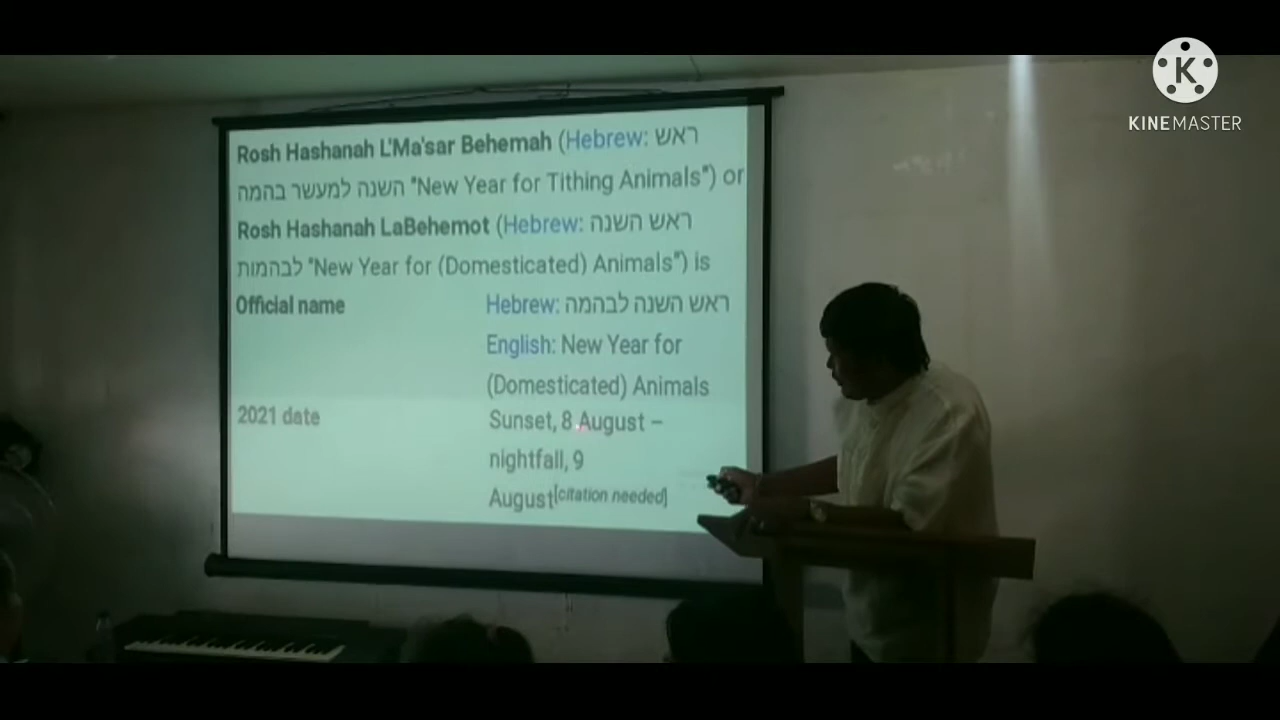 Rosh Hashanah L'Ma'sar Behemah (Hebrew: ראש
השנה למעשר בהמה "New Year for Tithing Animals") or
Rosh Hashanah LaBehemot (Hebrew: ראש השנה
לבהמות "New Year for (Domesticated) Animals") is
Official name Hebrew: ראש השנה לבהמה
English: New Year for
(Domesticated) Animals
2021 date Sunset, 8 August –
nightfall, 9
August[citation needed]
K
KINEMASTER